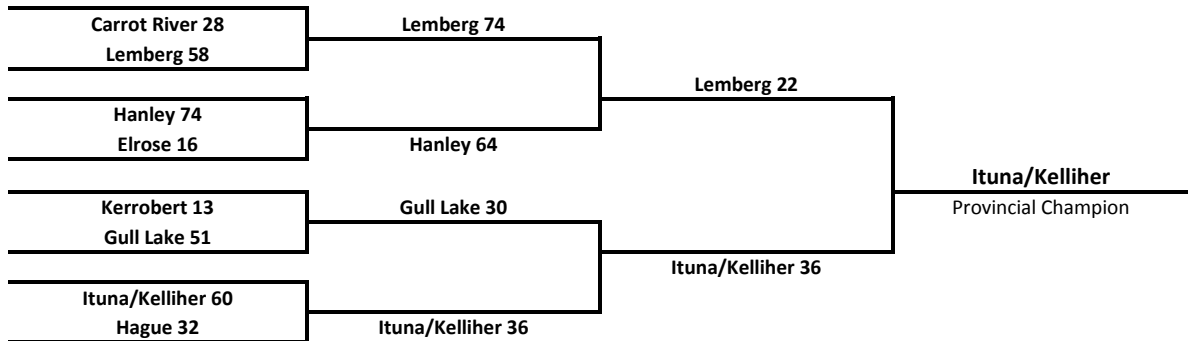 Carrot River 28
Lemberg 58
Hanley 74
Elrose 16
Kerrobert 13
Gull Lake 51
Ituna/Kelliher 60
Hague 32
Lemberg 74
Hanley 64
Gull Lake 30
Ituna/Kelliher 36
Lemberg 22
Ituna/Kelliher 36
Ituna/Kelliher
Provincial Champion